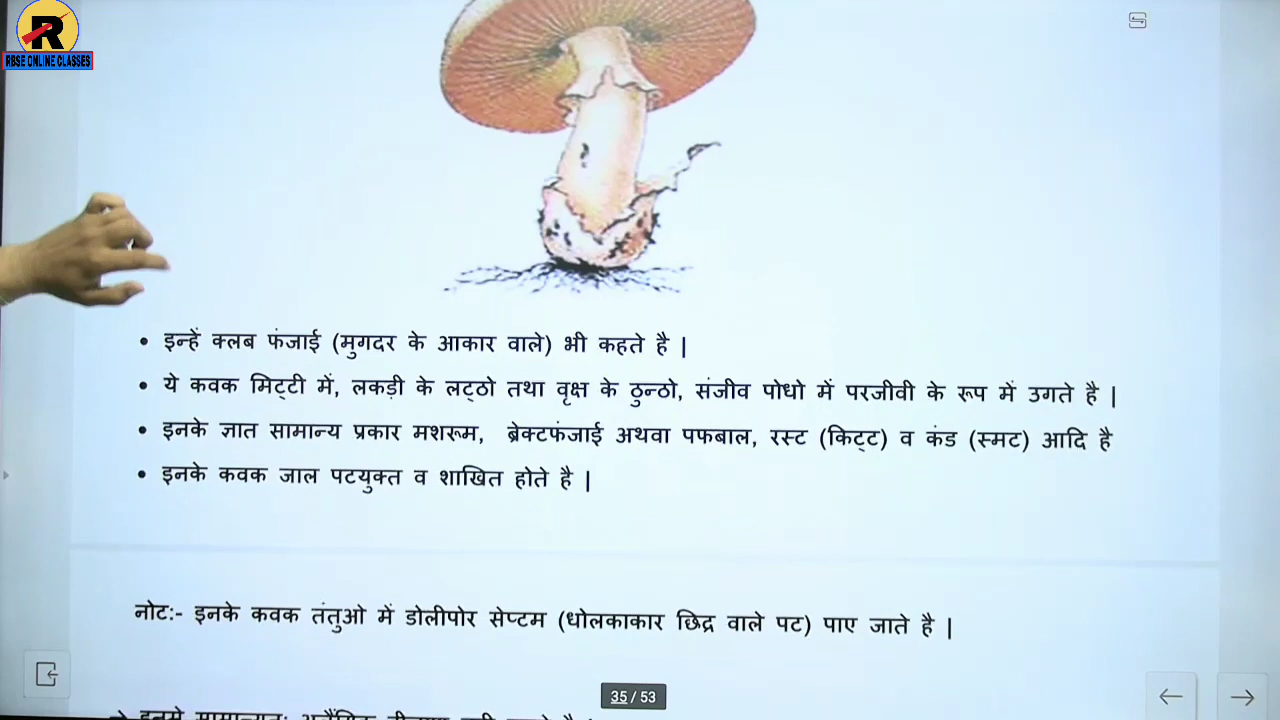 R
RBSE ONLINE CLASSES
• इन्हें क्लब फंजाई (मुगदर के आकार वाले) भी कहते है |
• ये कवक मिट्टी में, लकड़ी के लट्ठो तथा वृक्ष के ठुन्ठो, संजीव पोधो में परजीवी के रूप में उगते है |
• इनके ज्ञात सामान्य प्रकार मशरूम, ब्रेक्टफंजाई अथवा पफबाल, रस्ट (किट्ट) व कंड (स्मट) आदि है
• इनके कवक जाल पटयुक्त व शाखित होते है |
नोट:- इनके कवक तंतुओ में डोलीपोर सेप्टम (धोलकाकार छिद्र वाले पट) पाए जाते है |
35 / 53